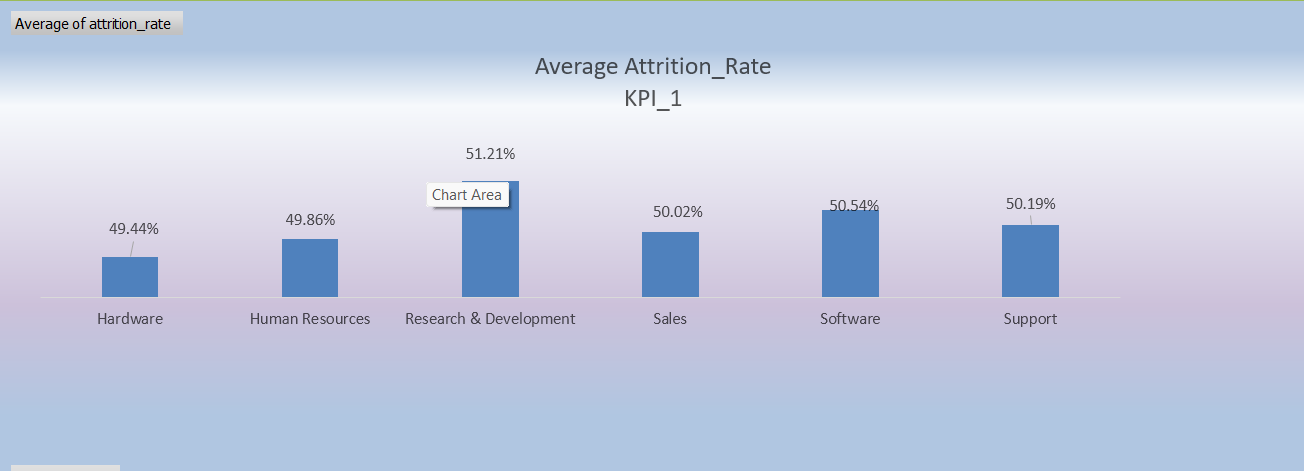 Average of attrition_rate
Average Attrition_Rate
KPI_1
51.21%
Chart Area
49.44%
49.86%
50.02%
50.54%
50.19%
Hardware
Human Resources
Research & Development
Sales
Software
Support